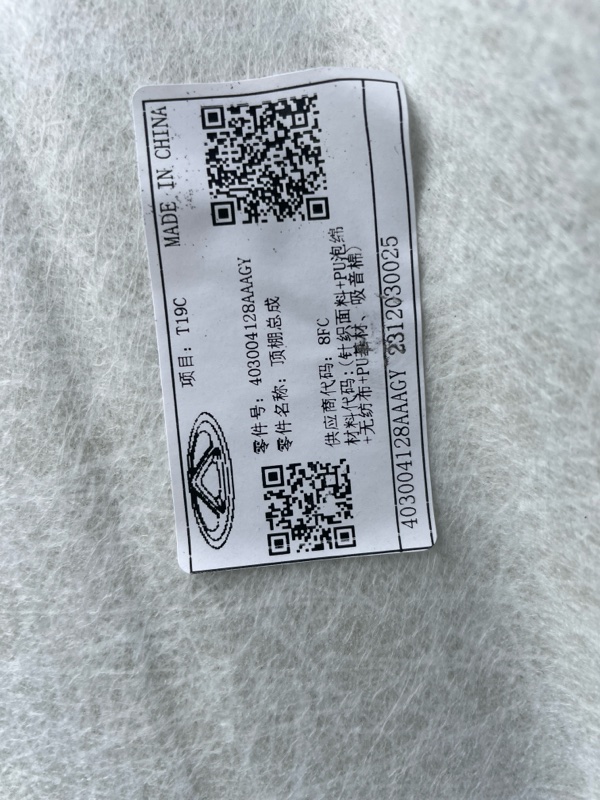 项目: T19C MADE IN CHINA
零件号: 403004128AAAGY
零件名称: 顶棚总成
供应商代码: 8FC
材料代码:(针织面料+PU泡绵
+无纺布+PU基材、吸音棉)
403004128AAAGY 2312030025